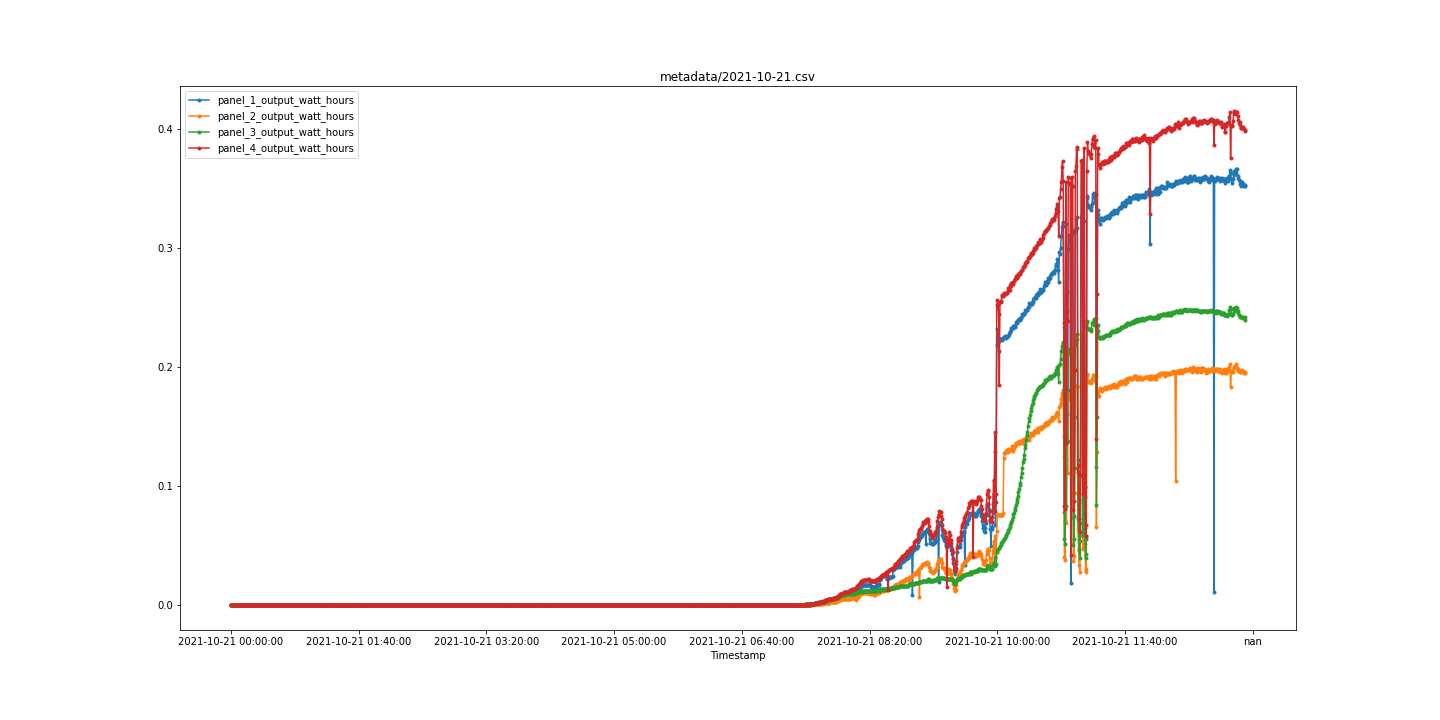 metadata/2021-10-21.csv
panel_1_output_watt_hours
panel_2_output_watt_hours
panel_3_output_watt_hours
panel_4_output_watt_hours
0.4
0.3
0.2
0.1
0.0
2021-10-21 00:00:00 2021-10-21 01:40:00 2021-10-21 03:20:00 2021-10-21 05:00:00 2021-10-21 06:40:00 2021-10-21 08:20:00 2021-10-21 10:00:00 2021-10-21 11:40:00 nan
Timestamp